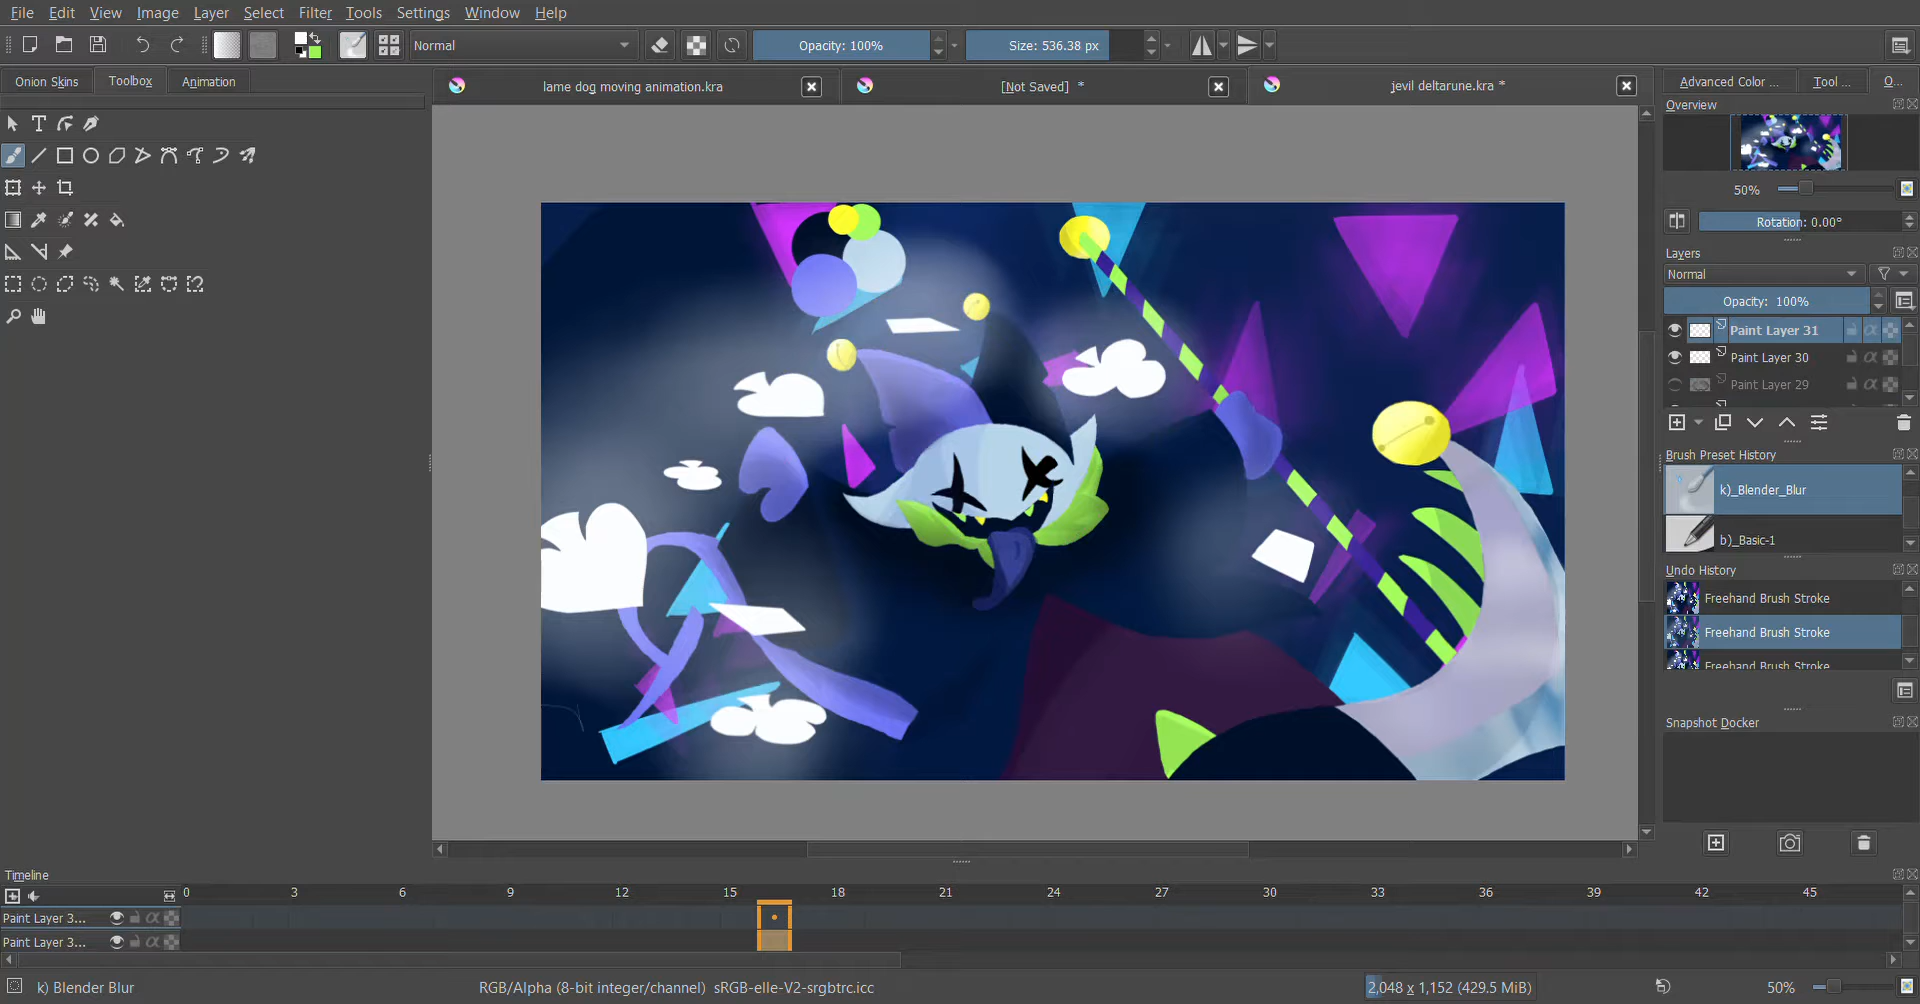 File Edit View Image Layer Select Filter Tools Settings Window Help
Normal
Opacity: 100%
Size: 536.38 px
Onion Skins Toolbox Animation
lame dog moving animation.kra
[Not Saved] *
jevil deltarune.kra *
Advanced Color ... Tool ... O...
Overview
50%
Rotation: 0.00°
Layers
Normal
Opacity: 100%
Paint Layer 31
Paint Layer 30
Paint Layer 29
Brush Preset History
k)_Blender_Blur
b)_Basic-1
Undo History
Freehand Brush Stroke
Freehand Brush Stroke
Freehand Brush Stroke
Snapshot Docker
Timeline
0 3 6 9 12 15 18 21 24 27 30 33 36 39 42 45
Paint Layer 3...
Paint Layer 3...
k) Blender Blur
RGB/Alpha (8-bit integer/channel) sRGB-elle-V2-srgbtrc.icc
2,048 x 1,152 (429.5 MiB)
50%